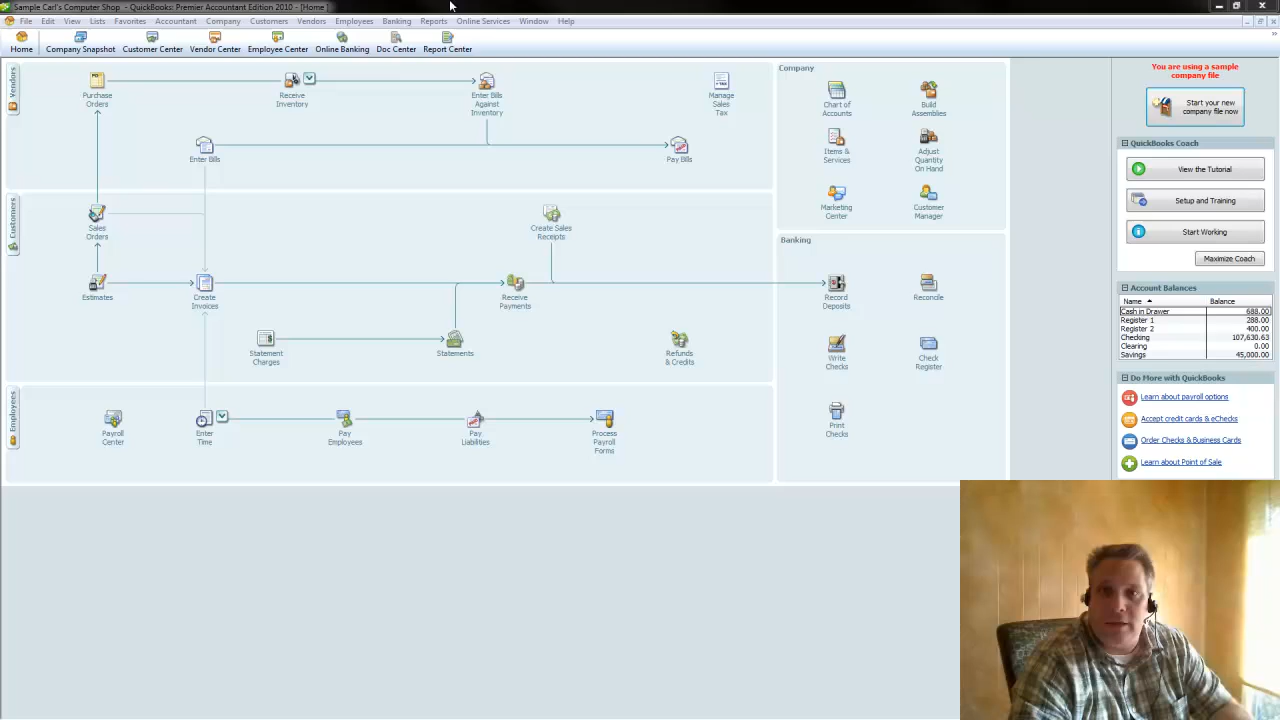 Sample Carl's Computer Shop - QuickBooks: Premier Accountant Edition 2010 - [Home]
File Edit View Lists Favorites Accountant Company Customers Vendors Employees Banking Reports Online Services Window Help
Home Company Snapshot Customer Center Vendor Center Employee Center Online Banking Doc Center Report Center
Vendors
Purchase
Orders
Receive
Inventory
Enter Bills
Against
Inventory
Manage
Sales
Tax
Enter Bills
Pay Bills
Customers
Sales
Orders
Create Sales
Receipts
Estimates
Create
Invoices
Receive
Payments
Statement
Charges
Statements
Refunds
& Credits
Employees
Payroll
Center
Enter
Time
Pay
Employees
Pay
Liabilities
Process
Payroll
Forms
Company
Chart of
Accounts
Build
Assemblies
Items &
Services
Adjust
Quantity
On Hand
Marketing
Center
Customer
Manager
Banking
Record
Deposits
Reconcile
Write
Checks
Check
Register
Print
Checks
You are using a sample
company file
Start your new
company file now
QuickBooks Coach
View the Tutorial
Setup and Training
Start Working
Maximize Coach
Account Balances
Name Balance
Cash in Drawer 688.00
Register 1 288.00
Register 2 400.00
Checking 107,630.63
Clearing 0.00
Savings 45,000.00
Do More with QuickBooks
Learn about payroll options
Accept credit cards & eChecks
Order Checks & Business Cards
Learn about Point of Sale